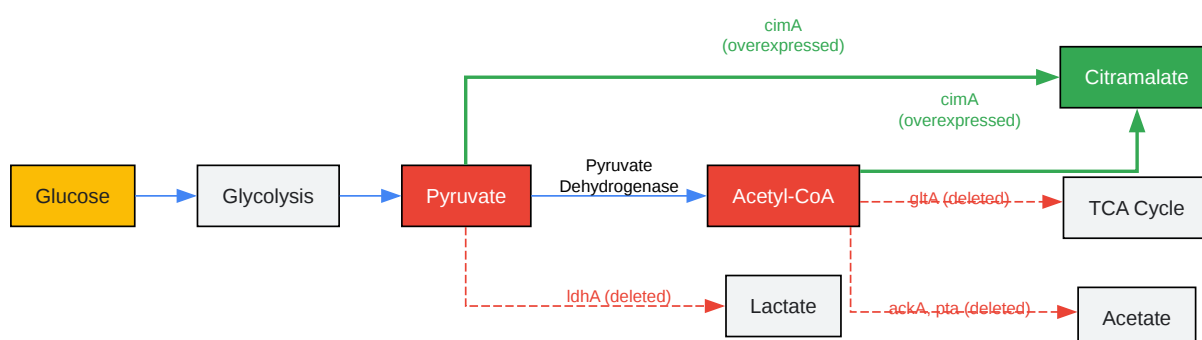 cimA
(overexpressed)
Citramalate
cimA
(overexpressed)
Glucose
Glycolysis
Pyruvate
Pyruvate
Dehydrogenase
Acetyl-CoA
gltA (deleted)
TCA Cycle
ldhA (deleted)
Lactate
ackA, pta (deleted)
Acetate